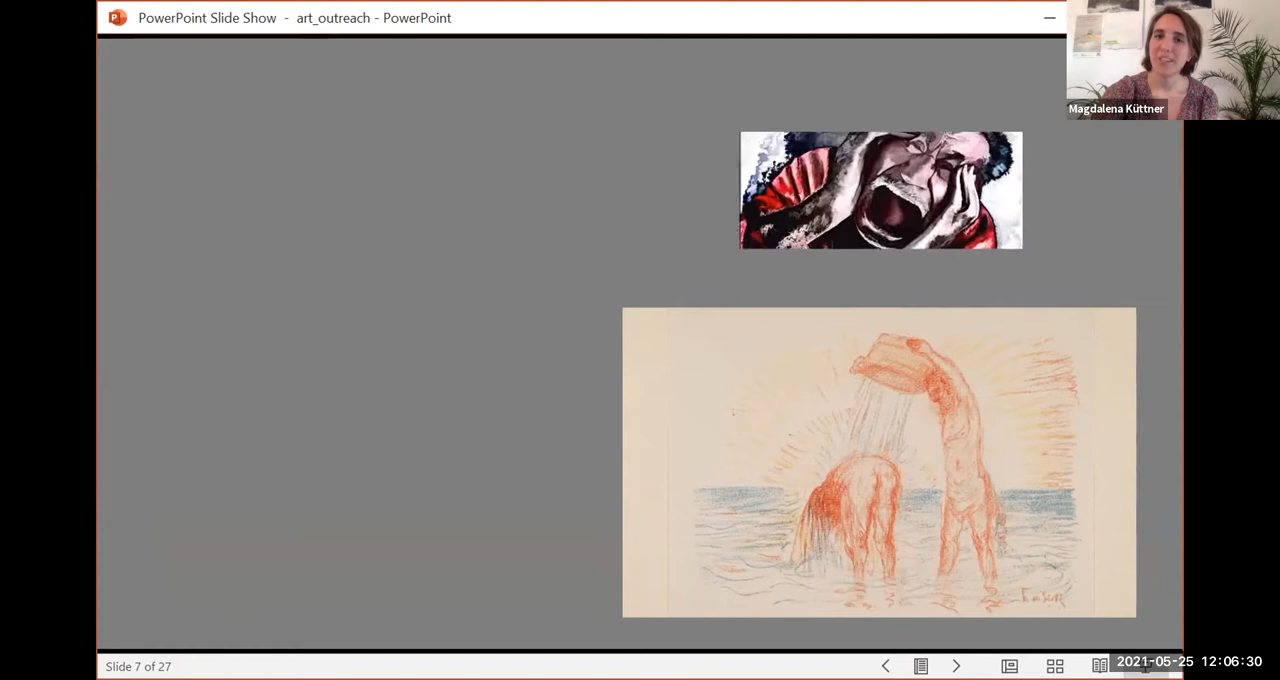 PowerPoint Slide Show - art_outreach - PowerPoint
Magdalena Küttner
Slide 7 of 27
2021-05-25 12:06:30